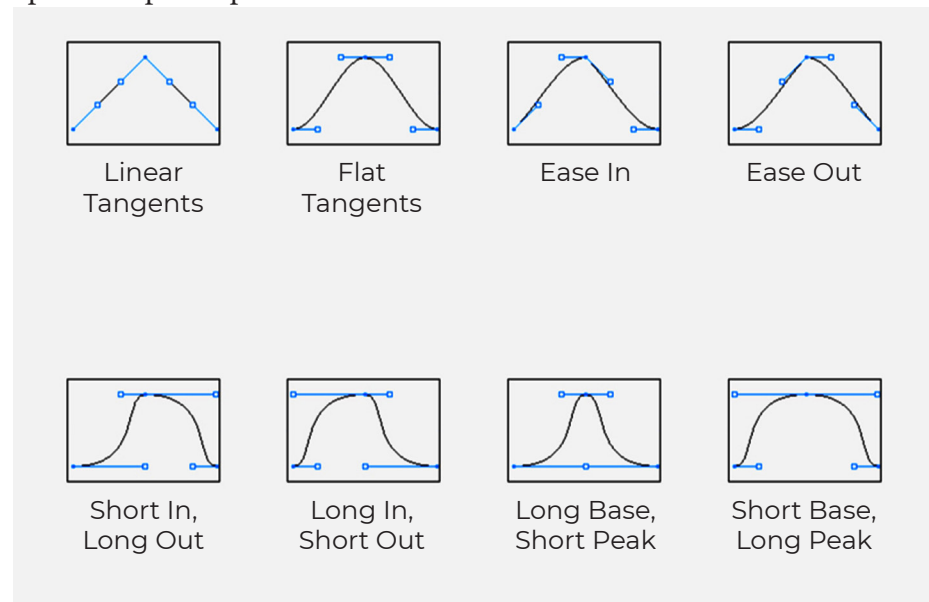 Linear
Tangents
Flat
Tangents
Ease In
Ease Out
Short In,
Long Out
Long In,
Short Out
Long Base,
Short Peak
Short Base,
Long Peak